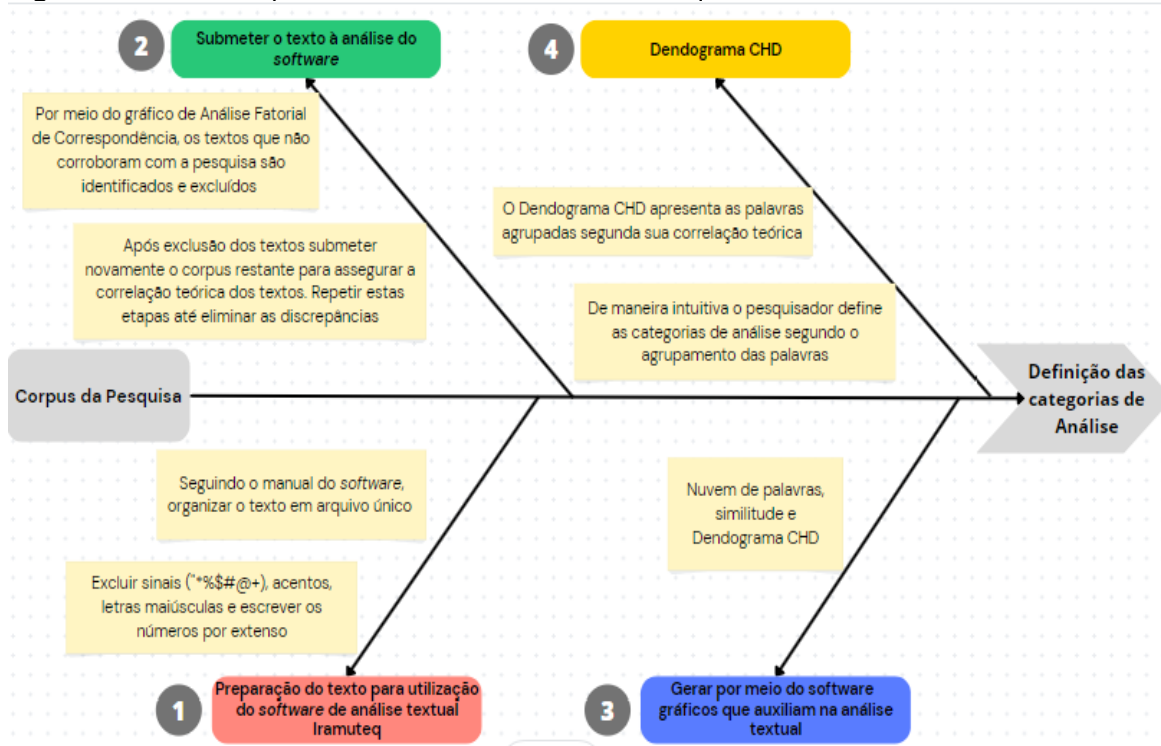 2
Submeter o texto à análise do
software
4
Dendograma CHD
Por meio do gráfico de Análise Fatorial
de Correspondência, os textos que não
corroboram com a pesquisa são
identificados e excluídos
O Dendograma CHD apresenta as palavras
agrupadas segunda sua correlação teórica
Após exclusão dos textos submeter
novamente o corpus restante para assegurar a
correlação teórica dos textos. Repetir estas
etapas até eliminar as discrepâncias
De maneira intuitiva o pesquisador define
as categorias de análise segundo o
agrupamento das palavras
Corpus da Pesquisa
Definição das
categorias de
Análise
Seguindo o manual do software,
organizar o texto em arquivo único
Nuvem de palavras,
similitude e
Dendograma CHD
Excluir sinais ("*%$#@+), acentos,
letras maiúsculas e escrever os
números por extenso
1
Preparação do texto para utilização
do software de análise textual
Iramuteq
3
Gerar por meio do software
gráficos que auxiliam na análise
textual